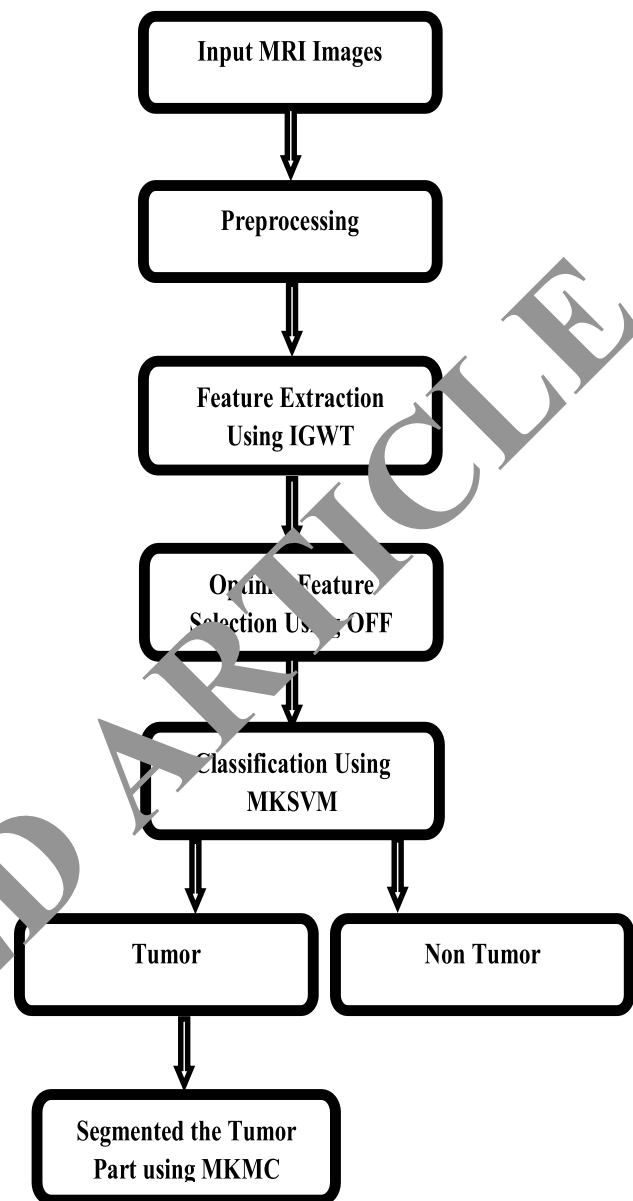 Input MRI Images
Preprocessing
Feature Extraction
Using IGWT
Feature
Selection Using OFF
Classification Using
MKSVM
Tumor
Non Tumor
Segmented the Tumor
Part using MKMC
ARTICLE